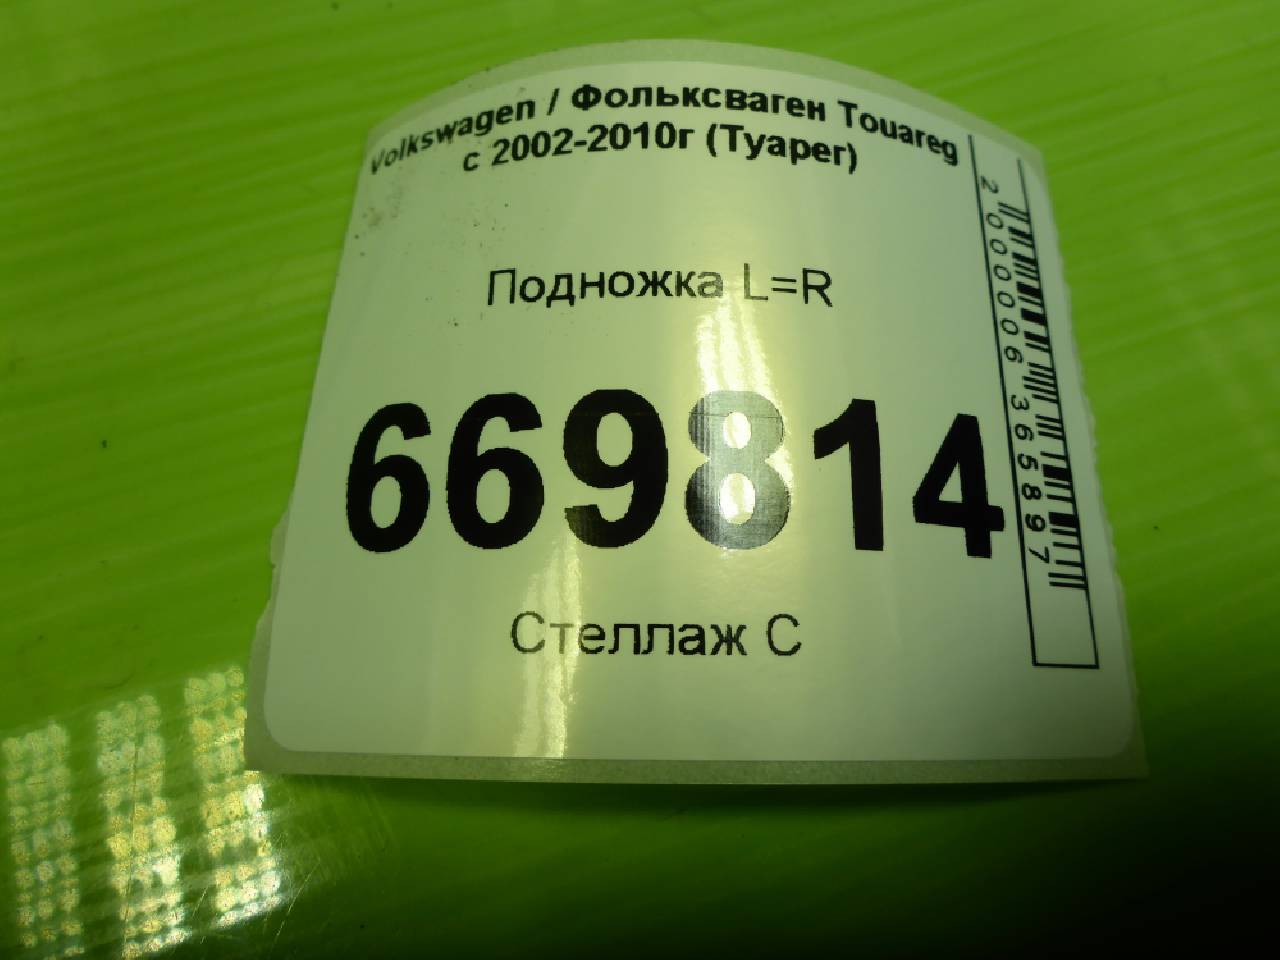 Volkswagen / Фольксваген Touareg
с 2002-2010г (Туарег)
Подножка L=R
669814
Стеллаж С
2000006365897